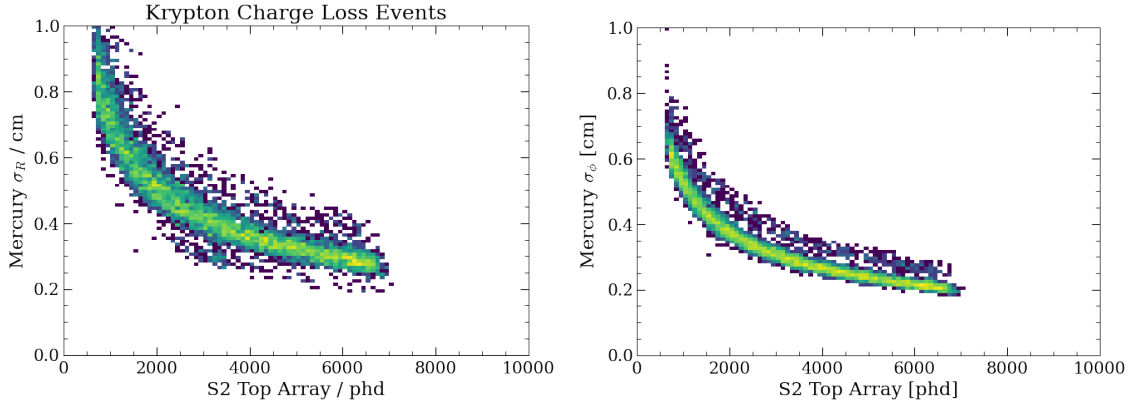 Krypton Charge Loss Events
1.0
0.8
0.6
0.4
0.2
0.0
Mercury σ_R / cm
0 2000 4000 6000 8000 10000
S2 Top Array / phd
1.0
0.8
0.6
0.4
0.2
0.0
Mercury σ_ϕ [cm]
0 2000 4000 6000 8000 10000
S2 Top Array [phd]